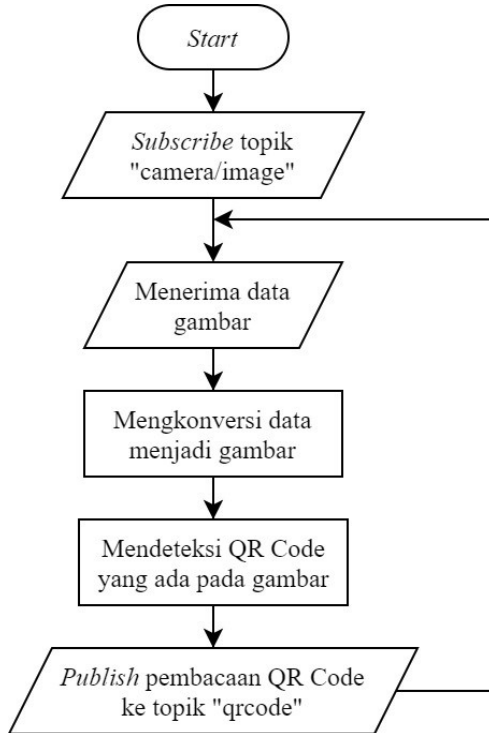 Start
Subscribe topik
"camera/image"
Menerima data
gambar
Mengkonversi data
menjadi gambar
Mendeteksi QR Code
yang ada pada gambar
Publish pembacaan QR Code
ke topik "qrcode"